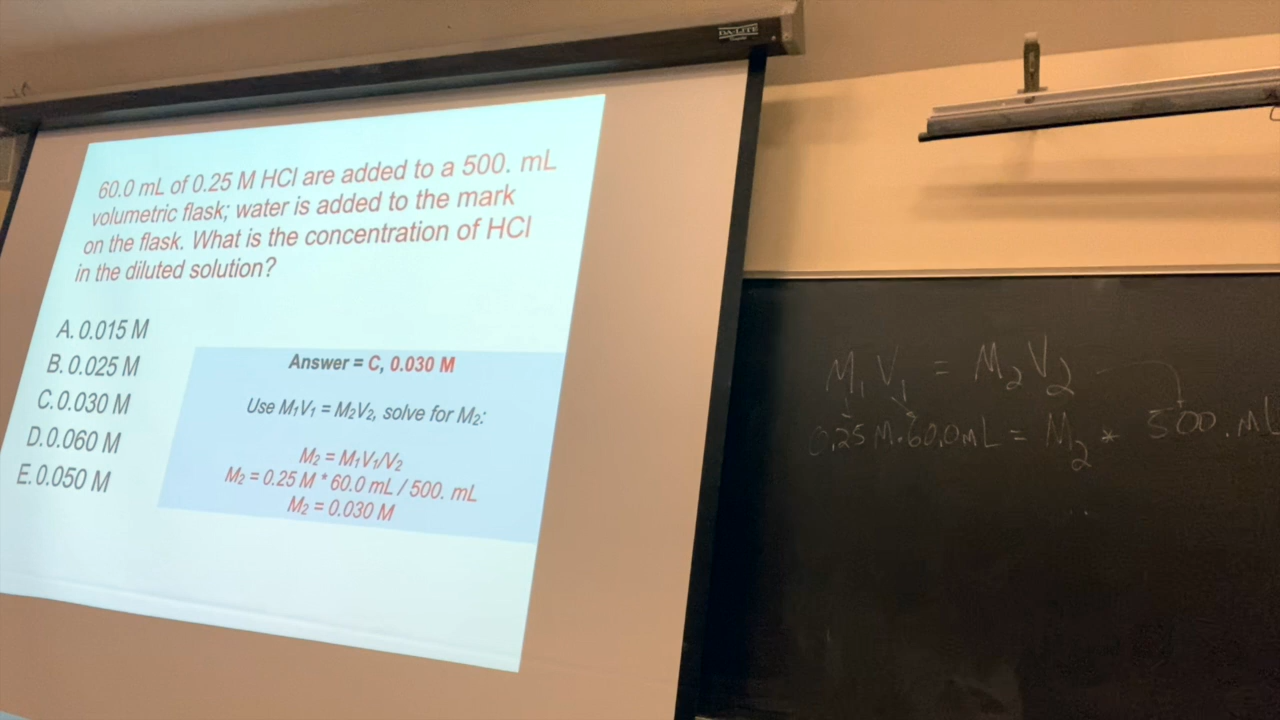 DA-LITE
60.0 mL of 0.25 M HCl are added to a 500. mL
volumetric flask; water is added to the mark
on the flask. What is the concentration of HCl
in the diluted solution?
A. 0.015 M
B. 0.025 M
C. 0.030 M
D. 0.060 M
E. 0.050 M
Answer = C, 0.030 M
Use M₁V₁ = M₂V₂, solve for M₂:
M₂ = M₁V₁/V₂
M₂ = 0.25 M * 60.0 mL / 500. mL
M₂ = 0.030 M
M₁V₁ = M₂V₂
0.25 M · 60.0 mL = M₂ * 500. mL